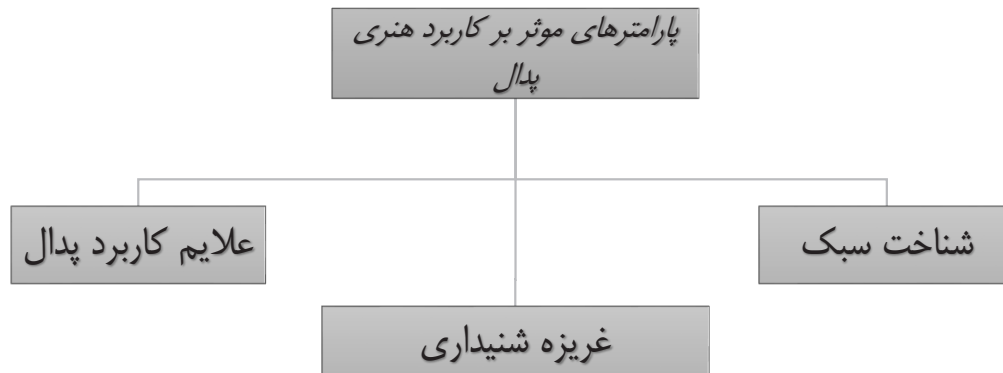 پارامترهای موثر بر کاربرد هنری
پدال
شناخت سبک
علایم کاربرد پدال
غریزه شنیداری